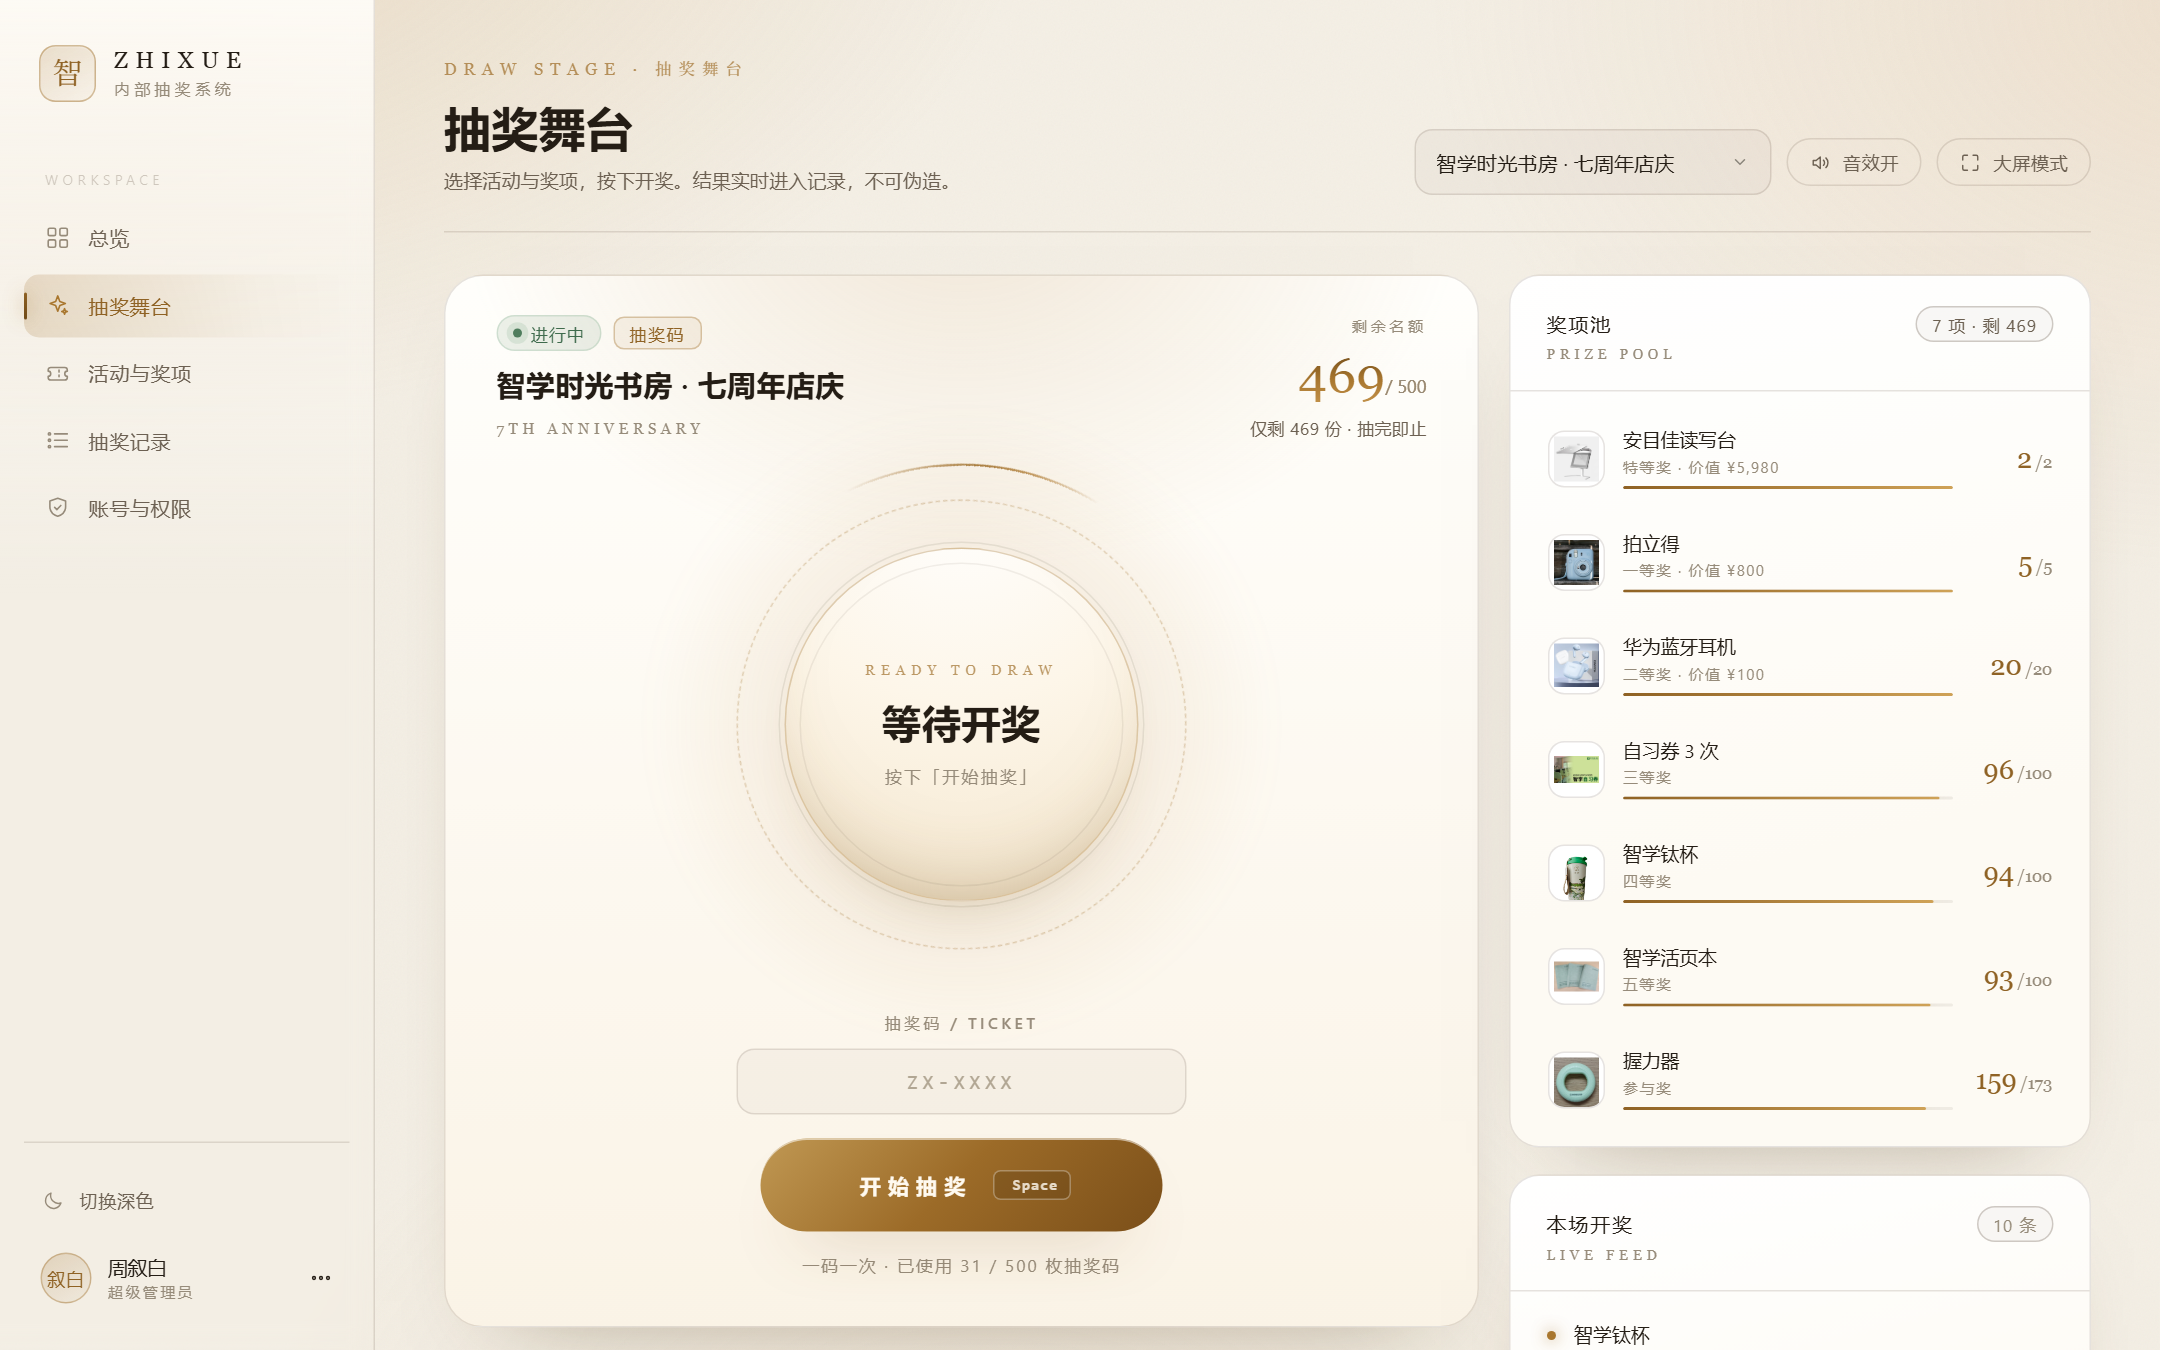 智
ZHIXUE
内部抽奖系统
WORKSPACE
总览
抽奖舞台
活动与奖项
抽奖记录
账号与权限
切换深色
叙白
周叙白
超级管理员
DRAW STAGE · 抽奖舞台
抽奖舞台
选择活动与奖项，按下开奖。结果实时进入记录，不可伪造。
智学时光书房 · 七周年店庆
音效开
大屏模式
进行中
抽奖码
智学时光书房 · 七周年店庆
7TH ANNIVERSARY
剩余名额
469/ 500
仅剩 469 份 · 抽完即止
READY TO DRAW
等待开奖
按下「开始抽奖」
抽奖码 / TICKET
ZX-XXXX
开始抽奖 Space
一码一次 · 已使用 31 / 500 枚抽奖码
奖项池
PRIZE POOL
7 项 · 剩 469
安目佳读写台
特等奖 · 价值 ¥5,980
2/2
拍立得
一等奖 · 价值 ¥800
5/5
华为蓝牙耳机
二等奖 · 价值 ¥100
20/20
自习券 3 次
三等奖
96/100
智学钛杯
四等奖
94/100
智学活页本
五等奖
93/100
握力器
参与奖
159/173
本场开奖
LIVE FEED
10 条
智学钛杯